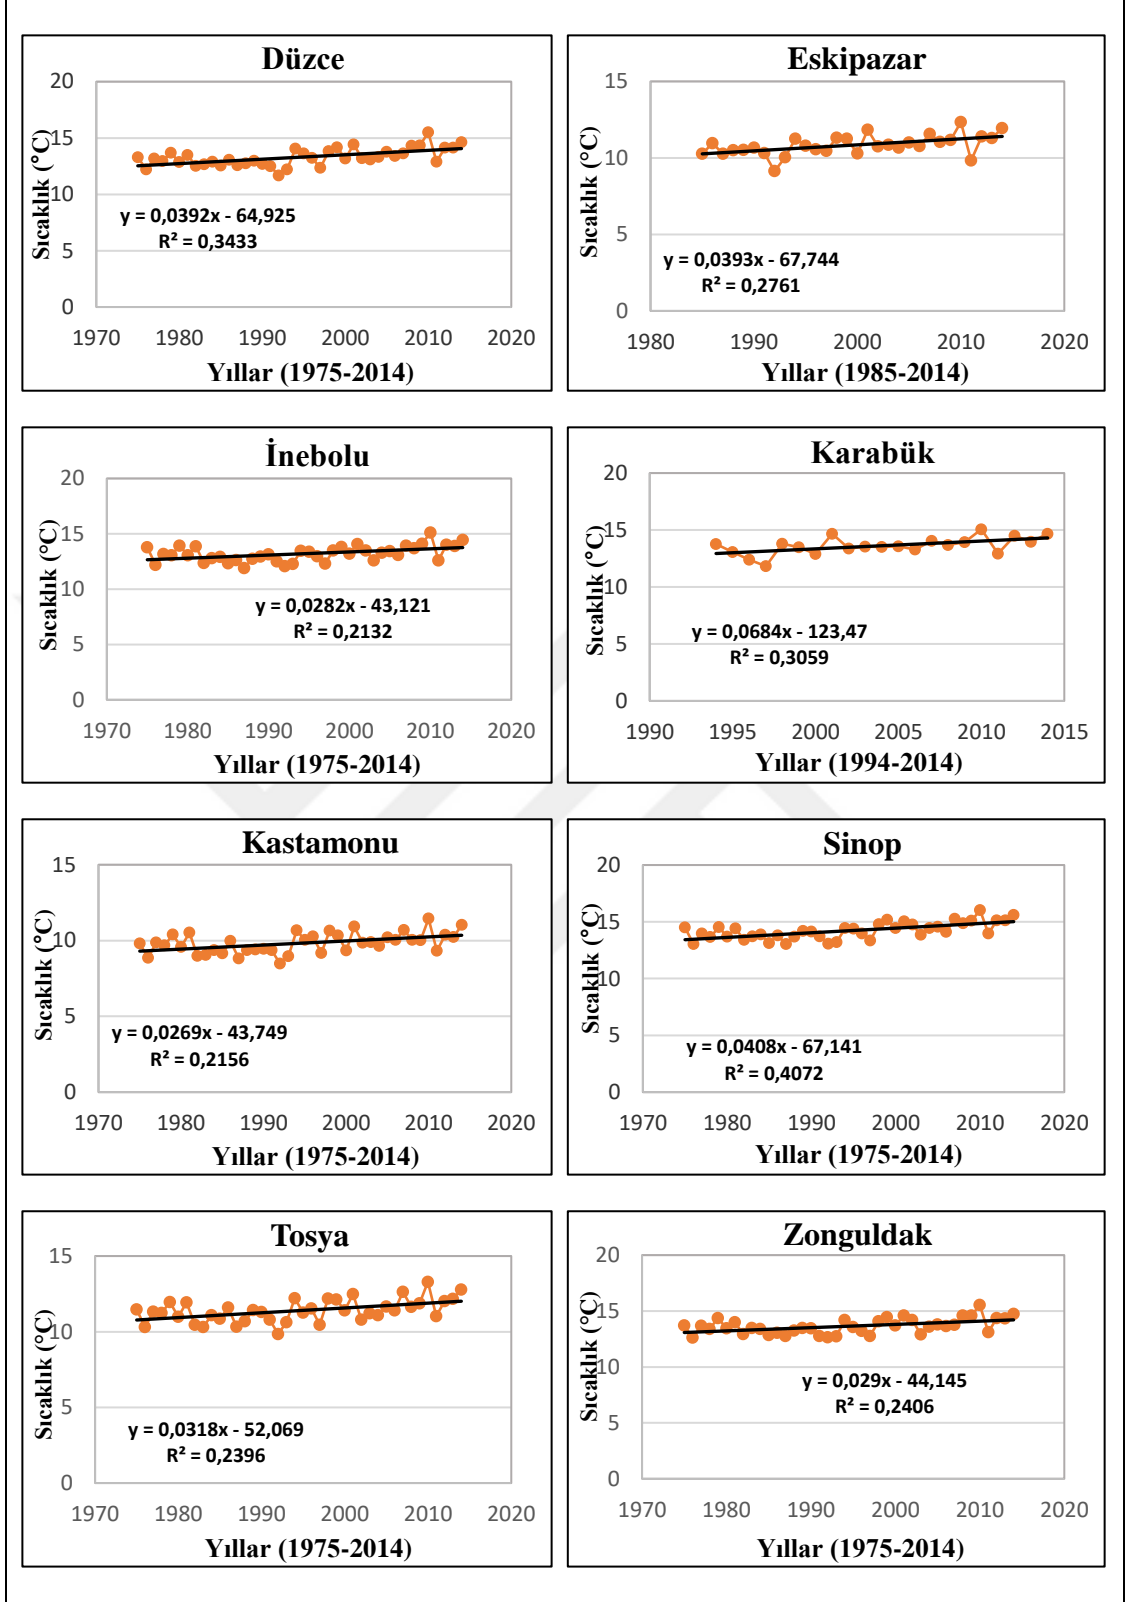 Düzce
20
15
10
5
0
Sıcaklık (°C)
y = 0,0392x - 64,925
R² = 0,3433
1970 1980 1990 2000 2010 2020
Yıllar (1975-2014)
Eskipazar
15
10
5
0
Sıcaklık (°C)
y = 0,0393x - 67,744
R² = 0,2761
1980 1990 2000 2010 2020
Yıllar (1985-2014)
İnebolu
20
15
10
5
0
Sıcaklık (°C)
y = 0,0282x - 43,121
R² = 0,2132
1970 1980 1990 2000 2010 2020
Yıllar (1975-2014)
Karabük
20
15
10
5
0
Sıcaklık (°C)
y = 0,0684x - 123,47
R² = 0,3059
1990 1995 2000 2005 2010 2015
Yıllar (1994-2014)
Kastamonu
15
10
5
0
Sıcaklık (°C)
y = 0,0269x - 43,749
R² = 0,2156
1970 1980 1990 2000 2010 2020
Yıllar (1975-2014)
Sinop
20
15
10
5
0
Sıcaklık (°C)
y = 0,0408x - 67,141
R² = 0,4072
1970 1980 1990 2000 2010 2020
Yıllar (1975-2014)
Tosya
15
10
5
0
Sıcaklık (°C)
y = 0,0318x - 52,069
R² = 0,2396
1970 1980 1990 2000 2010 2020
Yıllar (1975-2014)
Zonguldak
20
15
10
5
0
Sıcaklık (°C)
y = 0,029x - 44,145
R² = 0,2406
1970 1980 1990 2000 2010 2020
Yıllar (1975-2014)